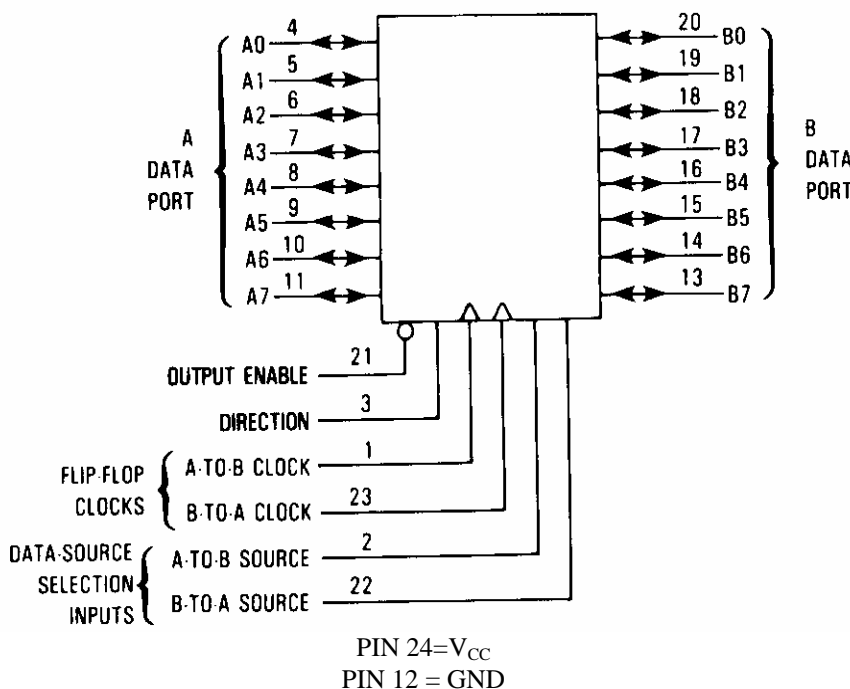 A0 4
A1 5
A2 6
A3 7
A4 8
A5 9
A6 10
A7 11
A
DATA
PORT
20 B0
19 B1
18 B2
17 B3
16 B4
15 B5
14 B6
13 B7
B
DATA
PORT
OUTPUT ENABLE 21
DIRECTION 3
FLIP-FLOP
CLOCKS
A-TO-B CLOCK 1
B-TO-A CLOCK 23
DATA-SOURCE
SELECTION
INPUTS
A-TO-B SOURCE 2
B-TO-A SOURCE 22
PIN 24=VCC
PIN 12 = GND